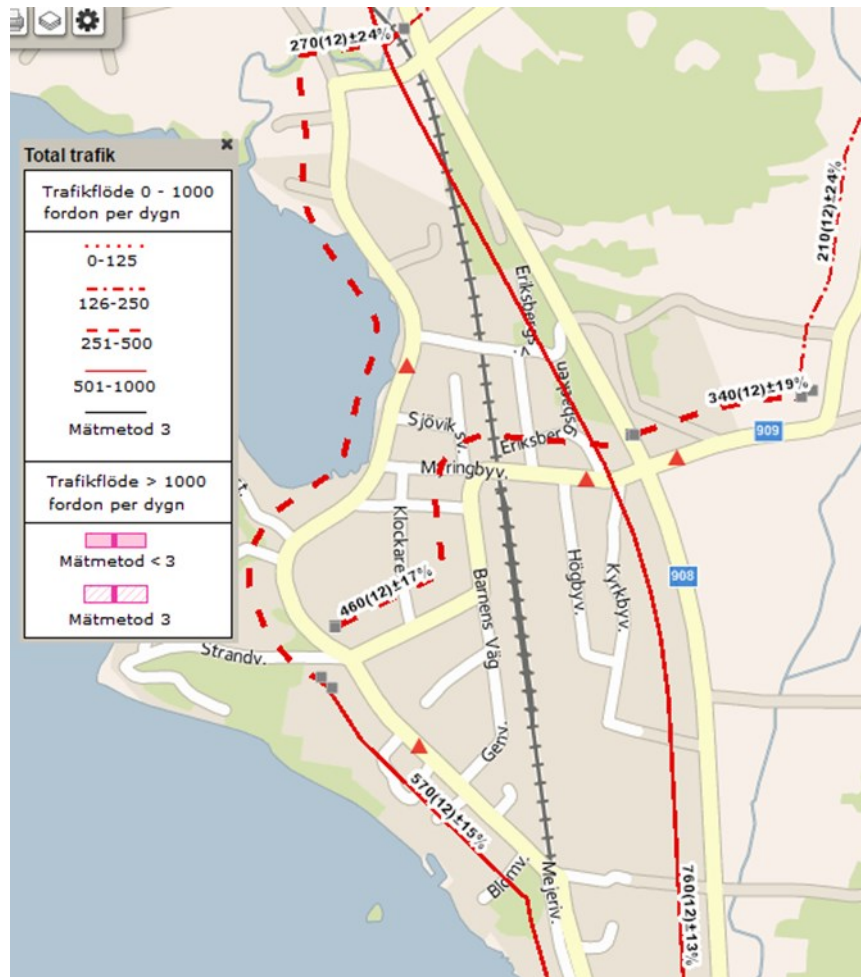 270(12)±24%
Total trafik
Trafikflöde 0 - 1000
fordon per dygn
0-125
126-250
251-500
501-1000
Mätmetod 3
Trafikflöde > 1000
fordon per dygn
Mätmetod < 3
Mätmetod 3
210(12)±24%
Eriksbergsv.
340(12)±19%
909
Sjöviksv.
Eriksberg
Maringbyv.
Klockare
908
460(12)±17%
Barnens Väg
Högbyv.
Kyrkbyv.
Strandv.
Genv.
570(12)±15%
Blomv.
Mejeriv.
760(12)±13%